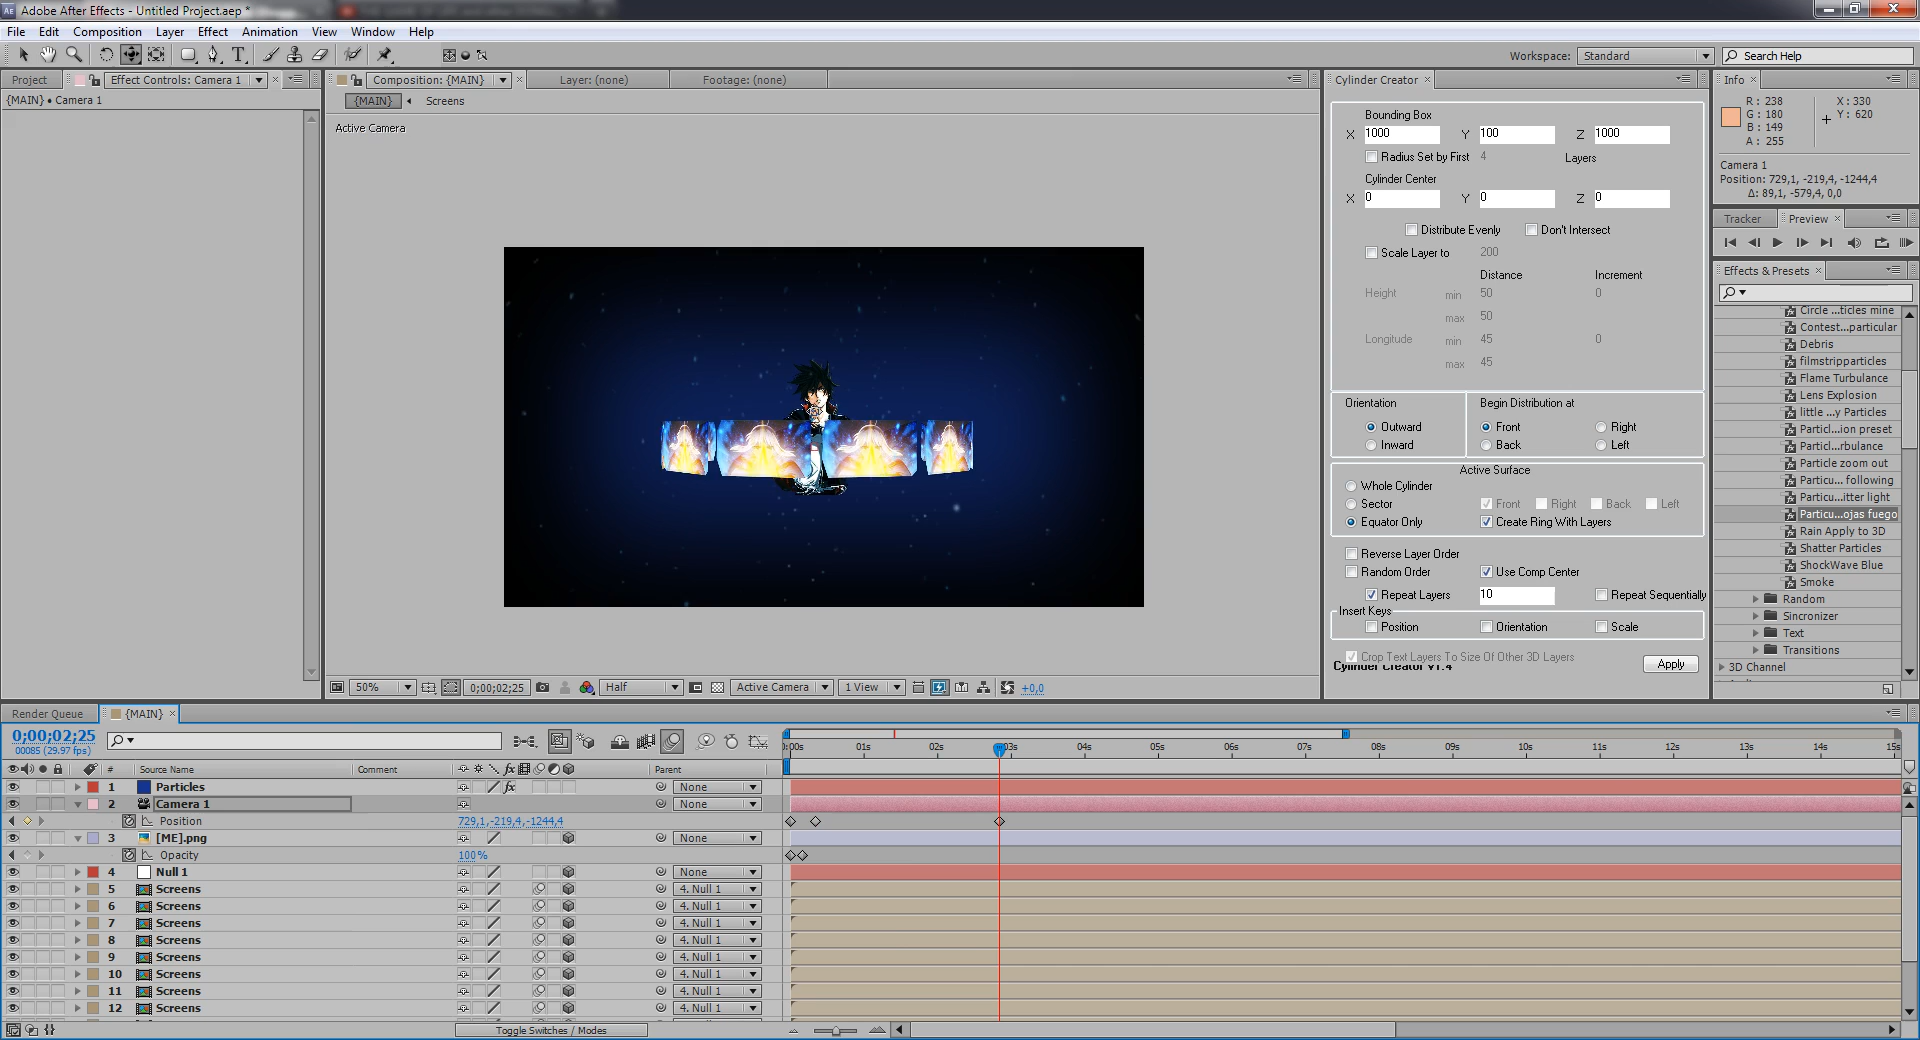 Adobe After Effects - Untitled Project.aep *
File Edit Composition Layer Effect Animation View Window Help
Workspace: Standard Search Help
Project Effect Controls: Camera 1
{MAIN} • Camera 1
Composition: {MAIN} Layer: (none) Footage: (none)
{MAIN} Screens
Active Camera
50% 0;00;02;25 Half Active Camera 1 View +0,0
Cylinder Creator
Bounding Box
X 1000 Y 100 Z 1000
Radius Set by First 4 Layers
Cylinder Center
X 0 Y 0 Z 0
Distribute Evenly Don't Intersect
Scale Layer to 200
Distance Increment
Height min 50 0
max 50
Longitude min 45 0
max 45
Orientation Begin Distribution at
Outward Front Right
Inward Back Left
Active Surface
Whole Cylinder
Sector Front Right Back Left
Equator Only Create Ring With Layers
Reverse Layer Order
Random Order Use Comp Center
Repeat Layers 10 Repeat Sequentially
Insert Keys
Position Orientation Scale
Crop Text Layers To Size Of Other 3D Layers
Cylinder Creator v1.4 Apply
Info
R : 238 X : 330
G : 180 Y : 620
B : 149
A : 255
Camera 1
Position: 729,1, -219,4, -1244,4
Δ: 89,1, -579,4, 0,0
Tracker Preview
Effects & Presets
Circle ...ticles mine
Contest...particular
Debris
filmstripparticles
Flame Turbulance
Lens Explosion
little ...y Particles
Particl...ion preset
Particl...rbulance
Particle zoom out
Particu... following
Particu...itter light
Particu...ojas fuego
Rain Apply to 3D
Shatter Particles
ShockWave Blue
Smoke
Random
Sincronizer
Text
Transitions
3D Channel
Render Queue {MAIN}
0;00;02;25
00085 (29.97 fps)
0:00s 01s 02s 03s 04s 05s 06s 07s 08s 09s 10s 11s 12s 13s 14s 15s
# Source Name Comment fx Parent
1 Particles fx None
2 Camera 1 None
Position 729,1,-219,4,-1244,4
3 [ME].png None
Opacity 100 %
4 Null 1 None
5 Screens 4. Null 1
6 Screens 4. Null 1
7 Screens 4. Null 1
8 Screens 4. Null 1
9 Screens 4. Null 1
10 Screens 4. Null 1
11 Screens 4. Null 1
12 Screens 4. Null 1
Toggle Switches / Modes